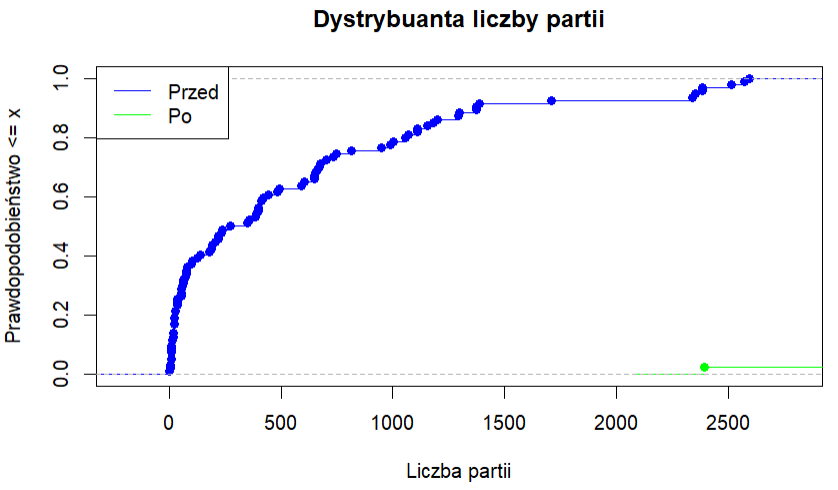 Dystrybuanta liczby partii
Prawdopodobieństwo <= x
1.0
0.8
0.6
0.4
0.2
0.0
Przed
Po
0 500 1000 1500 2000 2500
Liczba partii